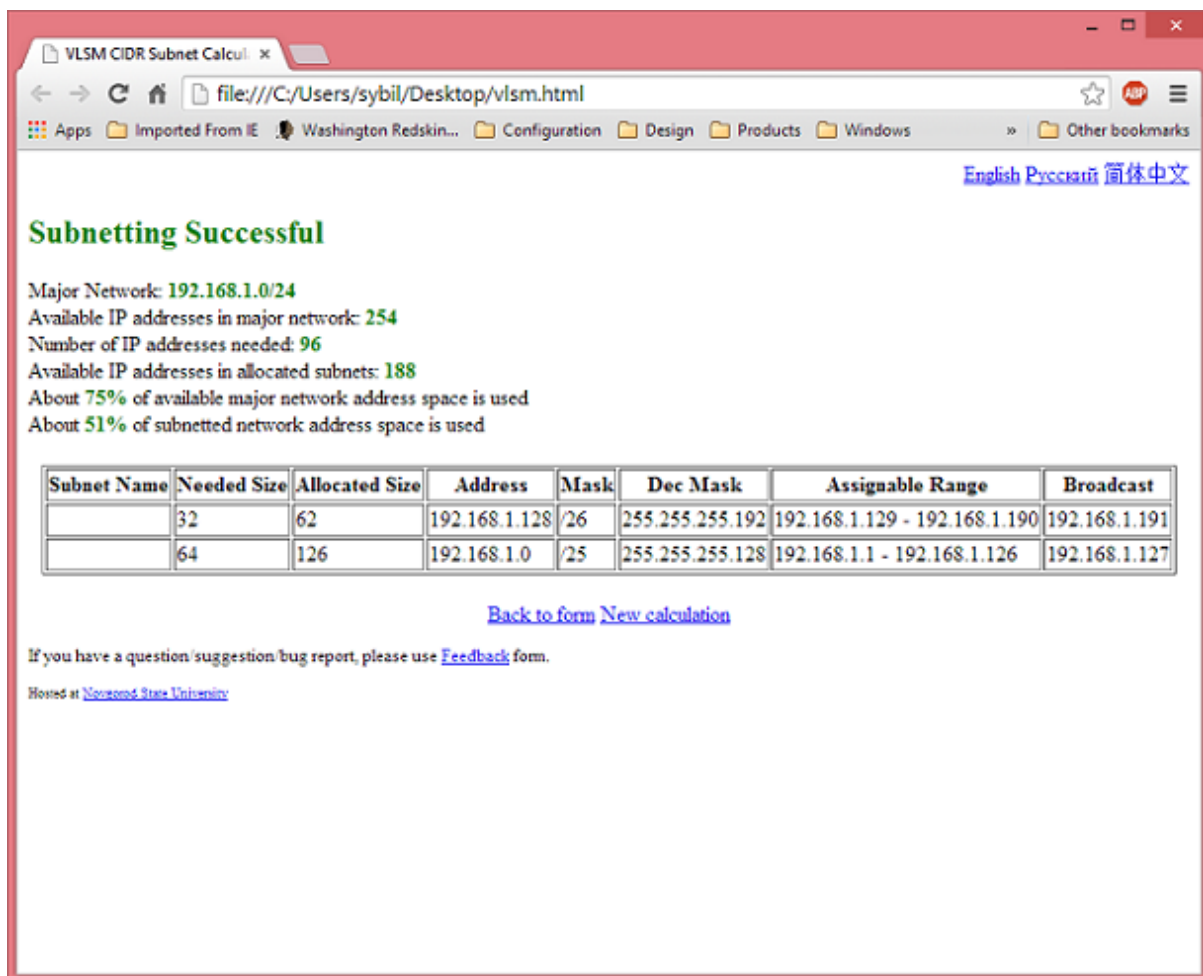 VLSM CIDR Subnet Calcul
file:///C:/Users/sybil/Desktop/vlsm.html
ABP
Apps Imported From IE Washington Redskin... Configuration Design Products Windows » Other bookmarks
English Русский 简体中文
Subnetting Successful
Major Network: 192.168.1.0/24
Available IP addresses in major network: 254
Number of IP addresses needed: 96
Available IP addresses in allocated subnets: 188
About 75% of available major network address space is used
About 51% of subnetted network address space is used
Subnet Name Needed Size Allocated Size Address Mask Dec Mask Assignable Range Broadcast
32 62 192.168.1.128 /26 255.255.255.192 192.168.1.129 - 192.168.1.190 192.168.1.191
64 126 192.168.1.0 /25 255.255.255.128 192.168.1.1 - 192.168.1.126 192.168.1.127
Back to form New calculation
If you have a question/suggestion/bug report, please use Feedback form.
Hosted at Novgorod State University